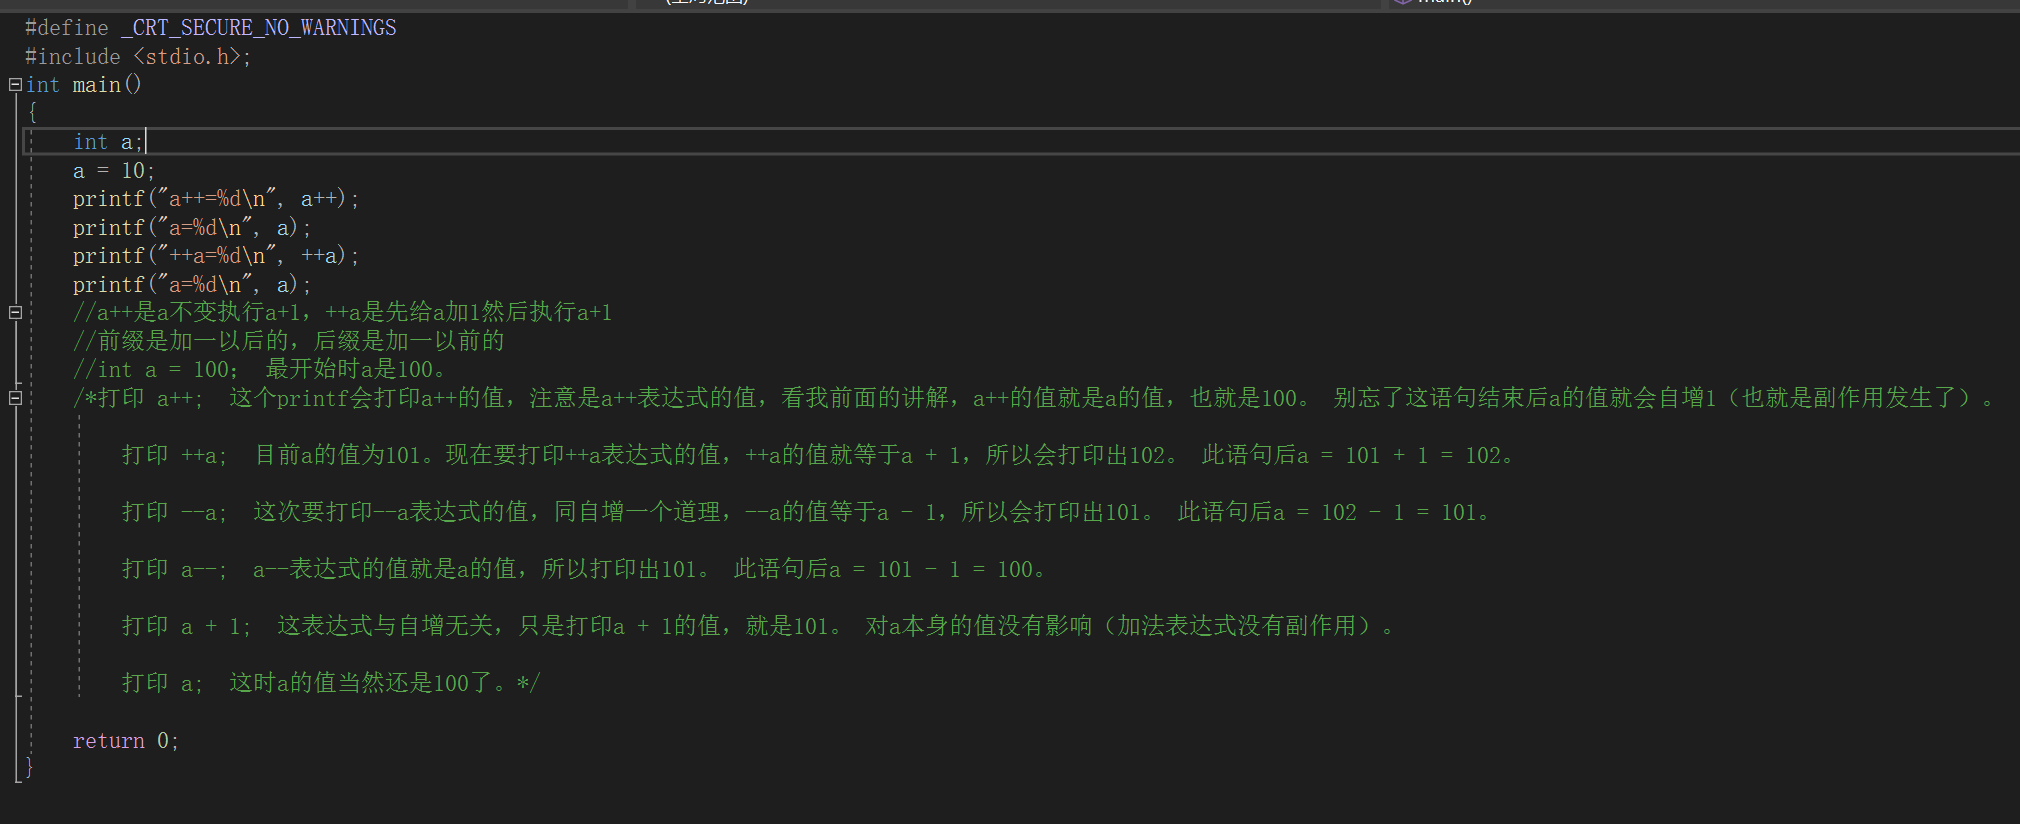 #define _CRT_SECURE_NO_WARNINGS
#include <stdio.h>;
int main()
{
int a;
a = 10;
printf("a++=%d\n", a++);
printf("a=%d\n", a);
printf("++a=%d\n", ++a);
printf("a=%d\n", a);
//a++是a不变执行a+1，++a是先给a加1然后执行a+1
//前缀是加一以后的，后缀是加一以前的
//int a = 100； 最开始时a是100。
/*打印 a++;  这个printf会打印a++的值，注意是a++表达式的值，看我前面的讲解，a++的值就是a的值，也就是100。 别忘了这语句结束后a的值就会自增1（也就是副作用发生了）。
打印 ++a;  目前a的值为101。现在要打印++a表达式的值，++a的值就等于a + 1，所以会打印出102。 此语句后a = 101 + 1 = 102。
打印 --a;  这次要打印--a表达式的值，同自增一个道理，--a的值等于a - 1，所以会打印出101。 此语句后a = 102 - 1 = 101。
打印 a--;  a--表达式的值就是a的值，所以打印出101。 此语句后a = 101 - 1 = 100。
打印 a + 1;  这表达式与自增无关，只是打印a + 1的值，就是101。 对a本身的值没有影响（加法表达式没有副作用）。
打印 a;  这时a的值当然还是100了。*/
return 0;
}